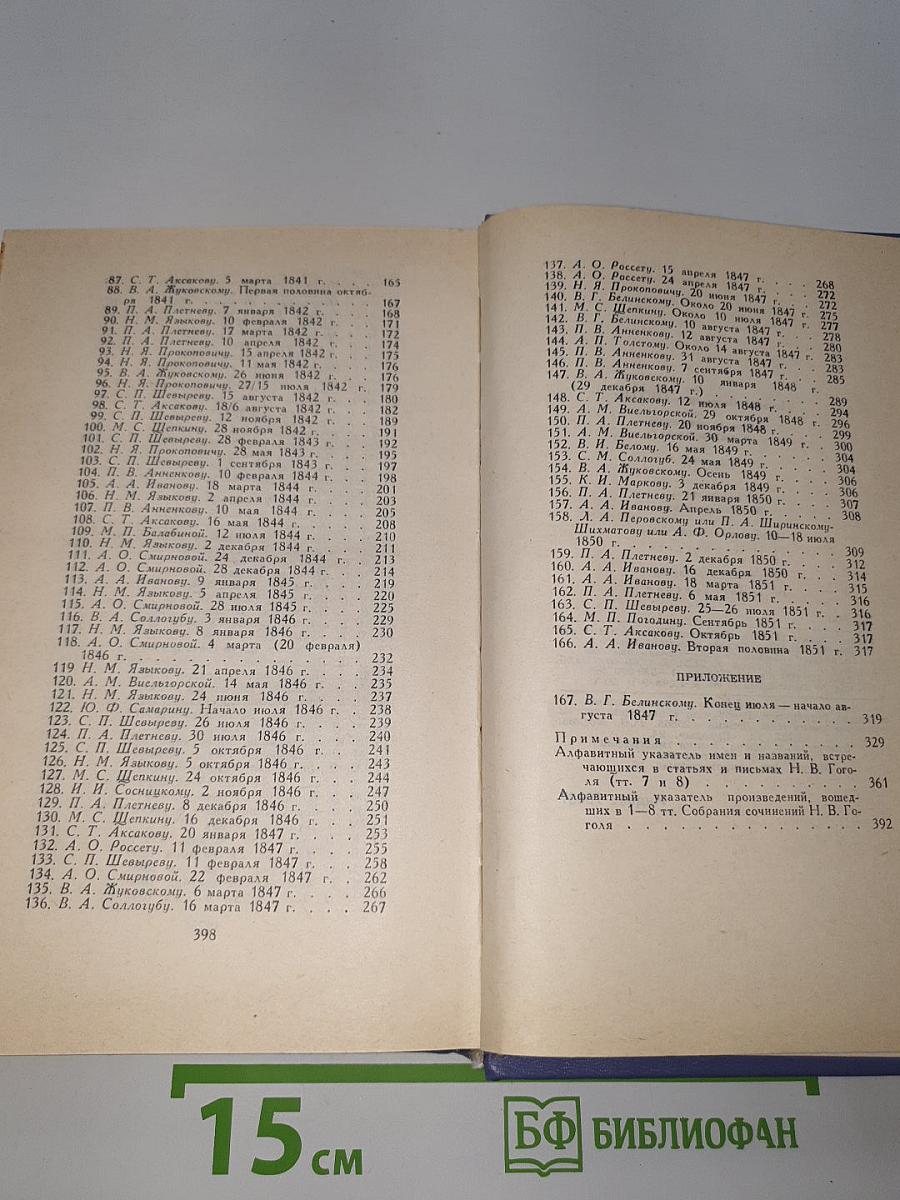 87. С. Т. Аксакову. 5 марта 1841 г. . . . 165
88. В. А. Жуковскому. Первая половина октяб-
ря 1841 г. . . . . . . . . . . . 167
89. П. А. Плетневу. 7 января 1842 г. . . . 168
90. Н. М. Языкову. 10 февраля 1842 г. . . . 171
91. П. А. Плетневу. 17 марта 1842 г. . . . 172
92. П. А. Плетневу. 10 апреля 1842 г. . . . 174
93. Н. Я. Прокоповичу. 15 апреля 1842 г. . . . 175
94. Н. Я. Прокоповичу. 11 мая 1842 г. . . . 176
95. В. А. Жуковскому. 26 июня 1842 г. . . . 176
96. Н. Я. Прокоповичу. 27/15 июля 1842 г. 179
97. С. П. Шевыреву. 15 августа 1842 г. . . . 180
98. С. Т. Аксакову. 18/6 августа 1842 г. . . . 182
99. С. П. Шевыреву. 12 ноября 1842 г. . . . 189
100. М. С. Щепкину. 28 ноября 1842 г. . . . 191
101. С. П. Шевыреву. 28 февраля 1843 г. . . . 192
102. Н. Я. Прокоповичу. 28 мая 1843 г. . . . 195
103. С. П. Шевыреву. 1 сентября 1843 г. . . . 197
104. П. В. Анненкову. 10 февраля 1844 г. . . . 198
105. А. А. Иванову. 18 марта 1844 г. . . . 201
106. Н. М. Языкову. 2 апреля 1844 г. . . . 203
107. П. В. Анненкову. 10 мая 1844 г. . . . 205
108. С. Т. Аксакову. 16 мая 1844 г. . . . 208
109. М. П. Балабиной. 12 июля 1844 г. . . . 210
110. Н. М. Языкову. 2 декабря 1844 г. . . . 211
111. А. О. Смирновой. 24 декабря 1844 г. . . 213
112. А. О. Смирновой. 28 декабря 1844 г. . . 214
113. А. А. Иванову. 9 января 1845 г. . . . 219
114. Н. М. Языкову. 5 апреля 1845 г. . . . 220
115. А. О. Смирновой. 28 июля 1845 г. . . . 225
116. В. А. Соллогубу. 3 января 1846 г. . . . 229
117. Н. М. Языкову. 8 января 1846 г. . . . 230
118. А. О. Смирновой. 4 марта (20 февраля)
1846 г. . . . . . . . . . . . . 232
119 Н. М. Языкову. 21 апреля 1846 г. . . . 234
120. А. М. Виельгорской. 14 мая 1846 г. . . . 235
121. Н. М. Языкову. 24 июня 1846 г. . . . 237
122. Ю. Ф. Самарину. Начало июля 1846 г. . . 238
123. С. П. Шевыреву. 26 июля 1846 г. . . . 239
124. П. А. Плетневу. 30 июля 1846 г. . . . 240
125. С. П. Шевыреву. 5 октября 1846 г. . . . 241
126. Н. М. Языкову. 5 октября 1846 г. . . . 243
127. М. С. Щепкину. 24 октября 1846 г. . . . 244
128. И. И. Сосницкому. 2 ноября 1846 г. . . . 247
129. П. А. Плетневу. 8 декабря 1846 г. . . . 250
130. М. С. Щепкину. 16 декабря 1846 г. . . . 251
131. С. Т. Аксакову. 20 января 1847 г. . . . 253
132. А. О. Россету. 11 февраля 1847 г. . . . 255
133. С. П. Шевыреву. 11 февраля 1847 г. . . . 258
134. А. О. Смирновой. 22 февраля 1847 г. . 262
135. В. А. Жуковскому. 6 марта 1847 г. . . . 266
136. В. А. Соллогубу. 16 марта 1847 г. . . . 267
398
137. А. О. Россету. 15 апреля 1847 г. . . . 268
138. А. О. Россету. 24 апреля 1847 г. . . . 272
139. Н. Я. Прокоповичу. 20 июня 1847 г. . . . 272
140. В. Г. Белинскому. Около 20 июня 1847 г. 275
141. М. С. Щепкину. Около 10 июля 1847 г. . . 277
142. В. Г. Белинскому. 10 августа 1847 г. . . . 278
143. П. В. Анненкову. 12 августа 1847 г. . . . 280
144. А. П. Толстому. Около 14 августа 1847 г. 283
145. П. В. Анненкову. 31 августа 1847 г. . . . 283
146. П. В. Анненкову. 7 сентября 1847 г. . . . 285
147. В. А. Жуковскому. 10 января 1848 г.
(29 декабря 1847 г.) . . . . . . 289
148. С. Т. Аксакову. 12 июля 1848 г. . . . 294
149. А. М. Виельгорской, 29 октября 1848 г. 296
150. П. А. Плетневу. 20 ноября 1848 г. . . . 299
151. А. М. Виельгорской. 30 марта 1849 г. . . 300
152. В. И. Белому. 16 мая 1849 г. . . . 304
153. С. М. Соллогуб. 24 мая 1849 г. . . . 304
154. В. А. Жуковскому. Осень 1849 г. . . . 306
155. К. И. Маркову. 3 декабря 1849 г. . . . 306
156. П. А. Плетневу. 21 января 1850 г. . . . 307
157. А. А. Иванову. Апрель 1850 г. . . . 308
158. Л. А. Перовскому или П. А. Ширинскому-
Шихматову или А. Ф. Орлову. 10—18 июля
1850 г. . . . . . . . . . . . 309
159. П. А. Плетневу. 2 декабря 1850 г. . . . 312
160. А. А. Иванову. 16 декабря 1850 г. . . . 314
161. А. А. Иванову. 18 марта 1851 г. . . . 315
162. П. А. Плетневу. 6 мая 1851 г. . . . 316
163. С. П. Шевыреву. 25—26 июля 1851 г. . . 316
164. М. П. Погодину. Сентябрь 1851 г. . . . 317
165. С. Т. Аксакову. Октябрь 1851 г. . . . 317
166. А. А. Иванову. Вторая половина 1851 г. 317
ПРИЛОЖЕНИЕ
167. В. Г. Белинскому. Конец июля — начало ав-
густа 1847 г. . . . . . . . . . 319
Примечания . . . . . . . . . . . 329
Алфавитный указатель имен и названий, встре-
чающихся в статьях и письмах Н. В. Гого-
ля (тт. 7 и 8) . . . . . . . . . 361
Алфавитный указатель произведений, вошед-
ших в 1—8 тт. Собрания сочинений Н. В. Го-
голя . . . . . . . . . . . . . 392
15 см
БФ БИБЛИОФАН